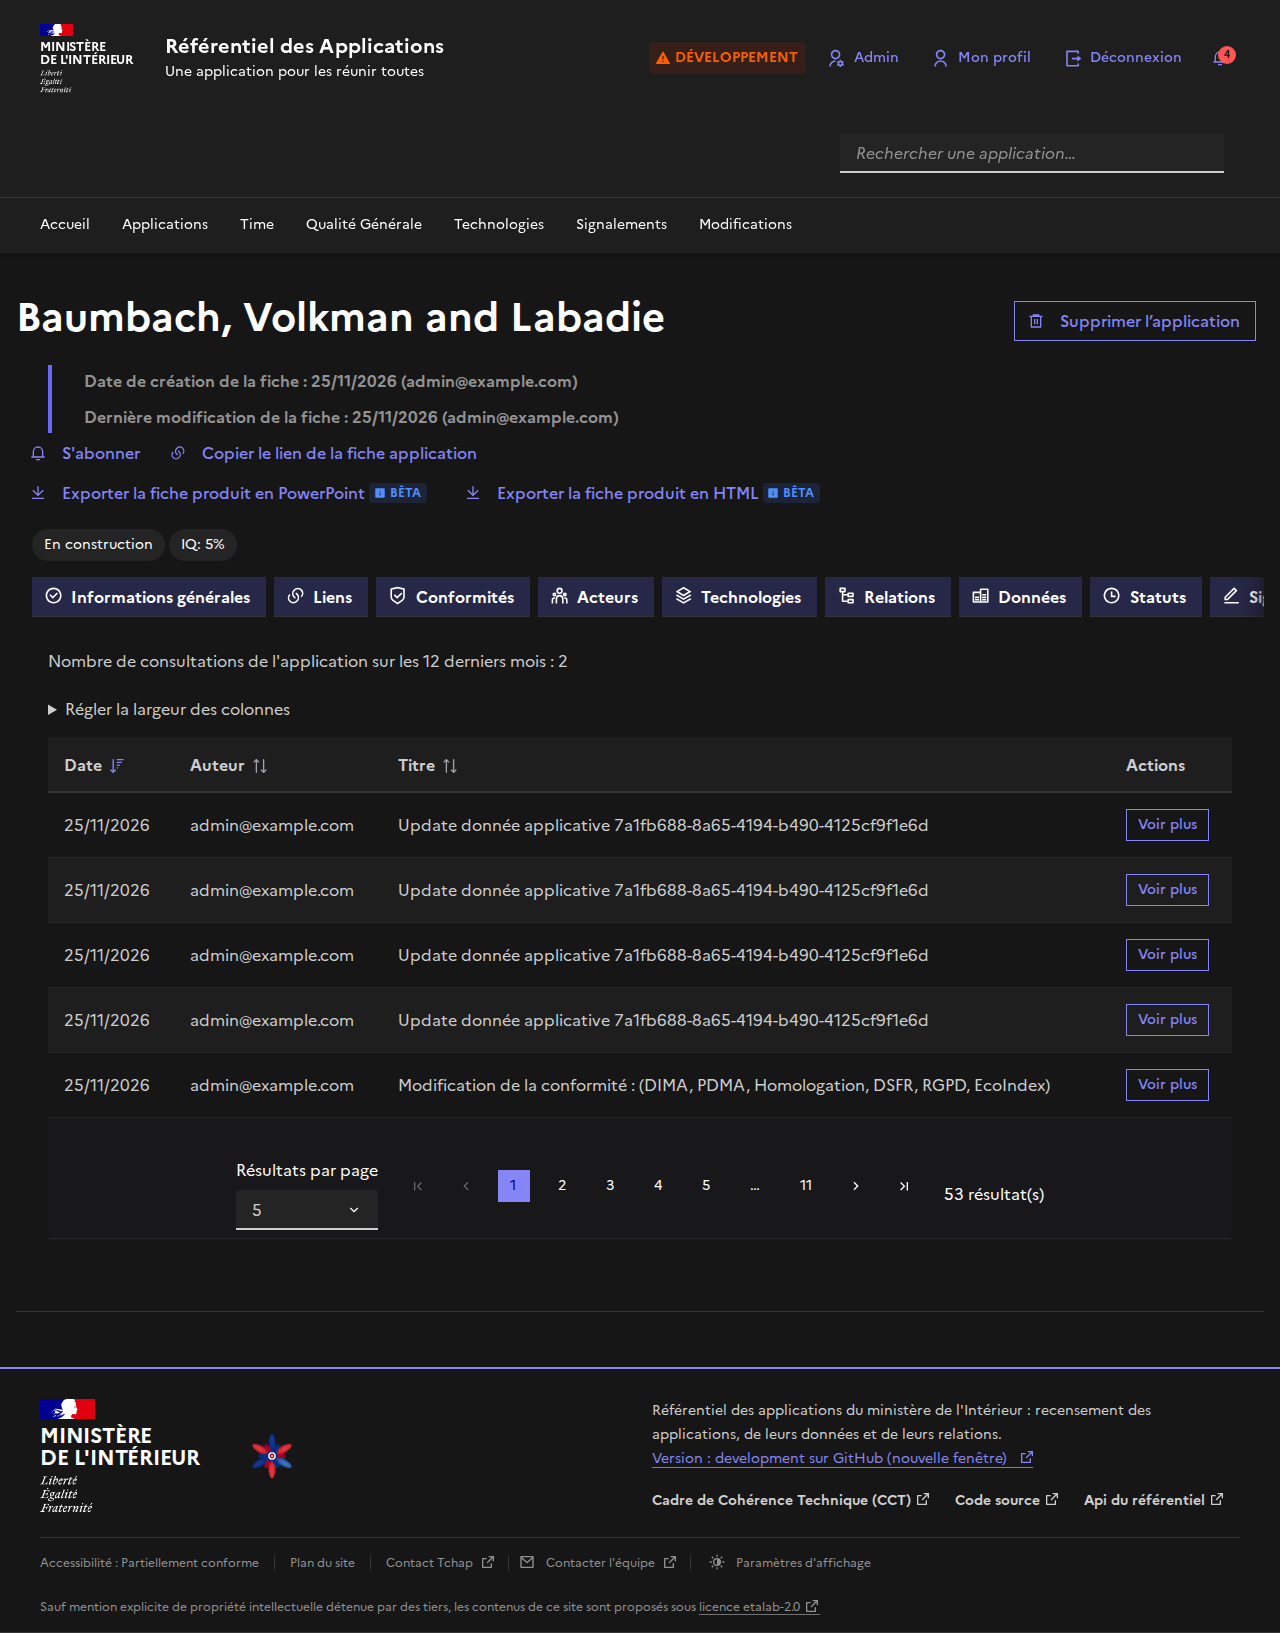 MINISTÈRE
DE L'INTÉRIEUR
Liberté
Égalité
Fraternité
Référentiel des Applications
Une application pour les réunir toutes
DÉVELOPPEMENT
Admin
Mon profil
Déconnexion
4
Rechercher une application…
Accueil
Applications
Time
Qualité Générale
Technologies
Signalements
Modifications
Baumbach, Volkman and Labadie
Supprimer l’application
Date de création de la fiche : 25/11/2026 (admin@example.com)
Dernière modification de la fiche : 25/11/2026 (admin@example.com)
S'abonner
Copier le lien de la fiche application
Exporter la fiche produit en PowerPoint BÊTA
Exporter la fiche produit en HTML BÊTA
En construction
IQ: 5%
Informations générales
Liens
Conformités
Acteurs
Technologies
Relations
Données
Statuts
Nombre de consultations de l'application sur les 12 derniers mois : 2
Régler la largeur des colonnes
Date Auteur Titre Actions
25/11/2026 admin@example.com Update donnée applicative 7a1fb688-8a65-4194-b490-4125cf9f1e6d Voir plus
25/11/2026 admin@example.com Update donnée applicative 7a1fb688-8a65-4194-b490-4125cf9f1e6d Voir plus
25/11/2026 admin@example.com Update donnée applicative 7a1fb688-8a65-4194-b490-4125cf9f1e6d Voir plus
25/11/2026 admin@example.com Update donnée applicative 7a1fb688-8a65-4194-b490-4125cf9f1e6d Voir plus
25/11/2026 admin@example.com Modification de la conformité : (DIMA, PDMA, Homologation, DSFR, RGPD, EcoIndex) Voir plus
Résultats par page
5
1 2 3 4 5 … 11
53 résultat(s)
MINISTÈRE
DE L'INTÉRIEUR
Liberté
Égalité
Fraternité
Référentiel des applications du ministère de l'Intérieur : recensement des
applications, de leurs données et de leurs relations.
Version : development sur GitHub (nouvelle fenêtre)
Cadre de Cohérence Technique (CCT)
Code source
Api du référentiel
Accessibilité : Partiellement conforme
Plan du site
Contact Tchap
Contacter l'équipe
Paramètres d'affichage
Sauf mention explicite de propriété intellectuelle détenue par des tiers, les contenus de ce site sont proposés sous licence etalab-2.0